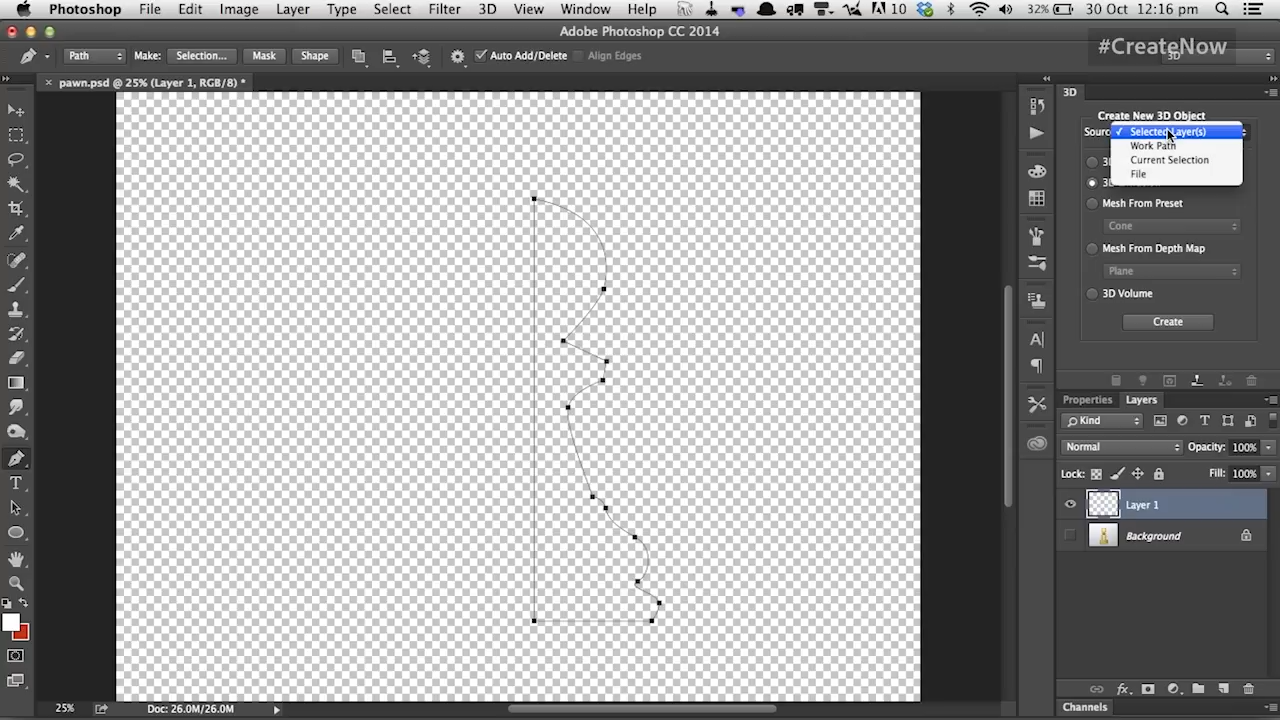 Photoshop File Edit Image Layer Type Select Filter 3D View Window Help 10 32% 30 Oct 12:16 pm
Adobe Photoshop CC 2014
#CreateNow
Path Make: Selection... Mask Shape Auto Add/Delete Align Edges 3D
pawn.psd @ 25% (Layer 1, RGB/8) *
3D
Create New 3D Object
Selected Layer(s)
Work Path
Current Selection
File
Mesh From Preset
Cone
Mesh From Depth Map
Plane
3D Volume
Create
Properties Layers
Kind
Normal Opacity: 100%
Lock: Fill: 100%
Layer 1
Background
25% Doc: 26.0M/26.0M
Channels